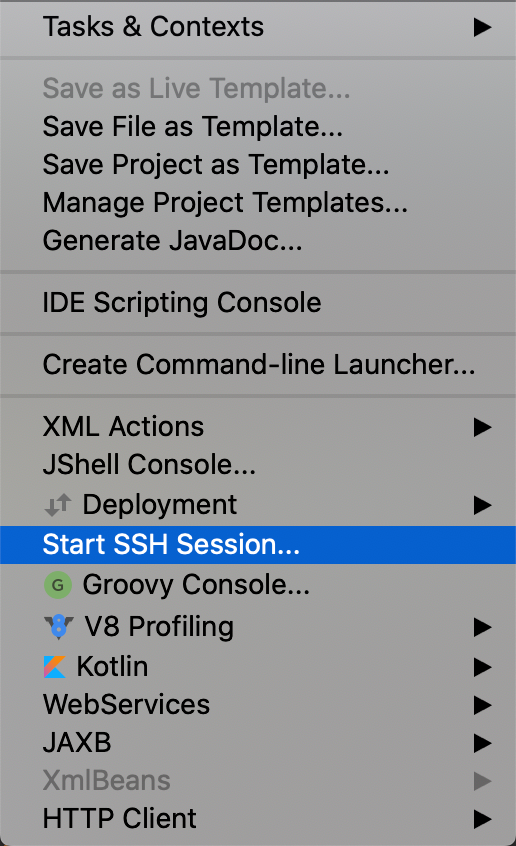 Tasks & Contexts
Save as Live Template...
Save File as Template...
Save Project as Template...
Manage Project Templates...
Generate JavaDoc...
IDE Scripting Console
Create Command-line Launcher...
XML Actions
JShell Console...
Deployment
Start SSH Session...
G Groovy Console...
V8 Profiling
Kotlin
WebServices
JAXB
XmlBeans
HTTP Client